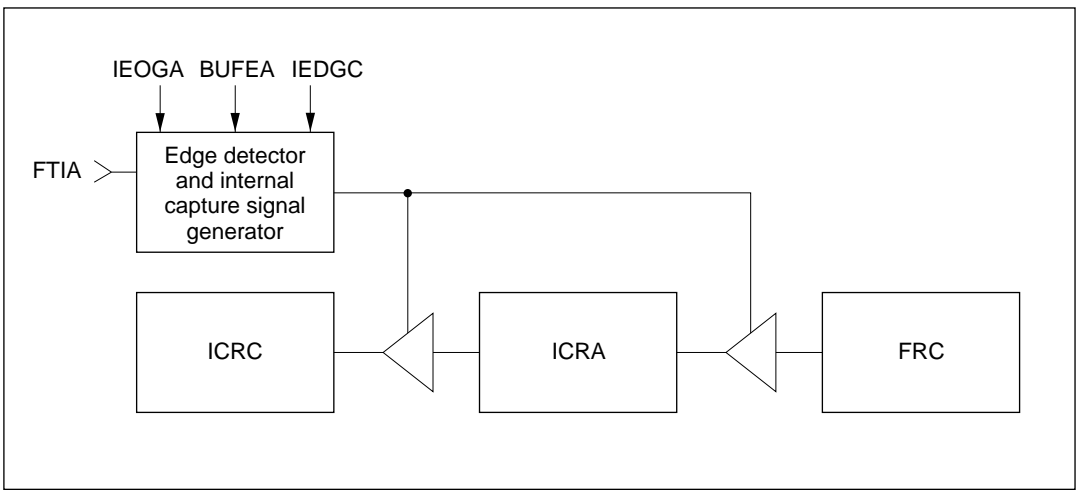 IEOGA BUFEA IEDGC
FTIA
Edge detector
and internal
capture signal
generator
ICRC
ICRA
FRC